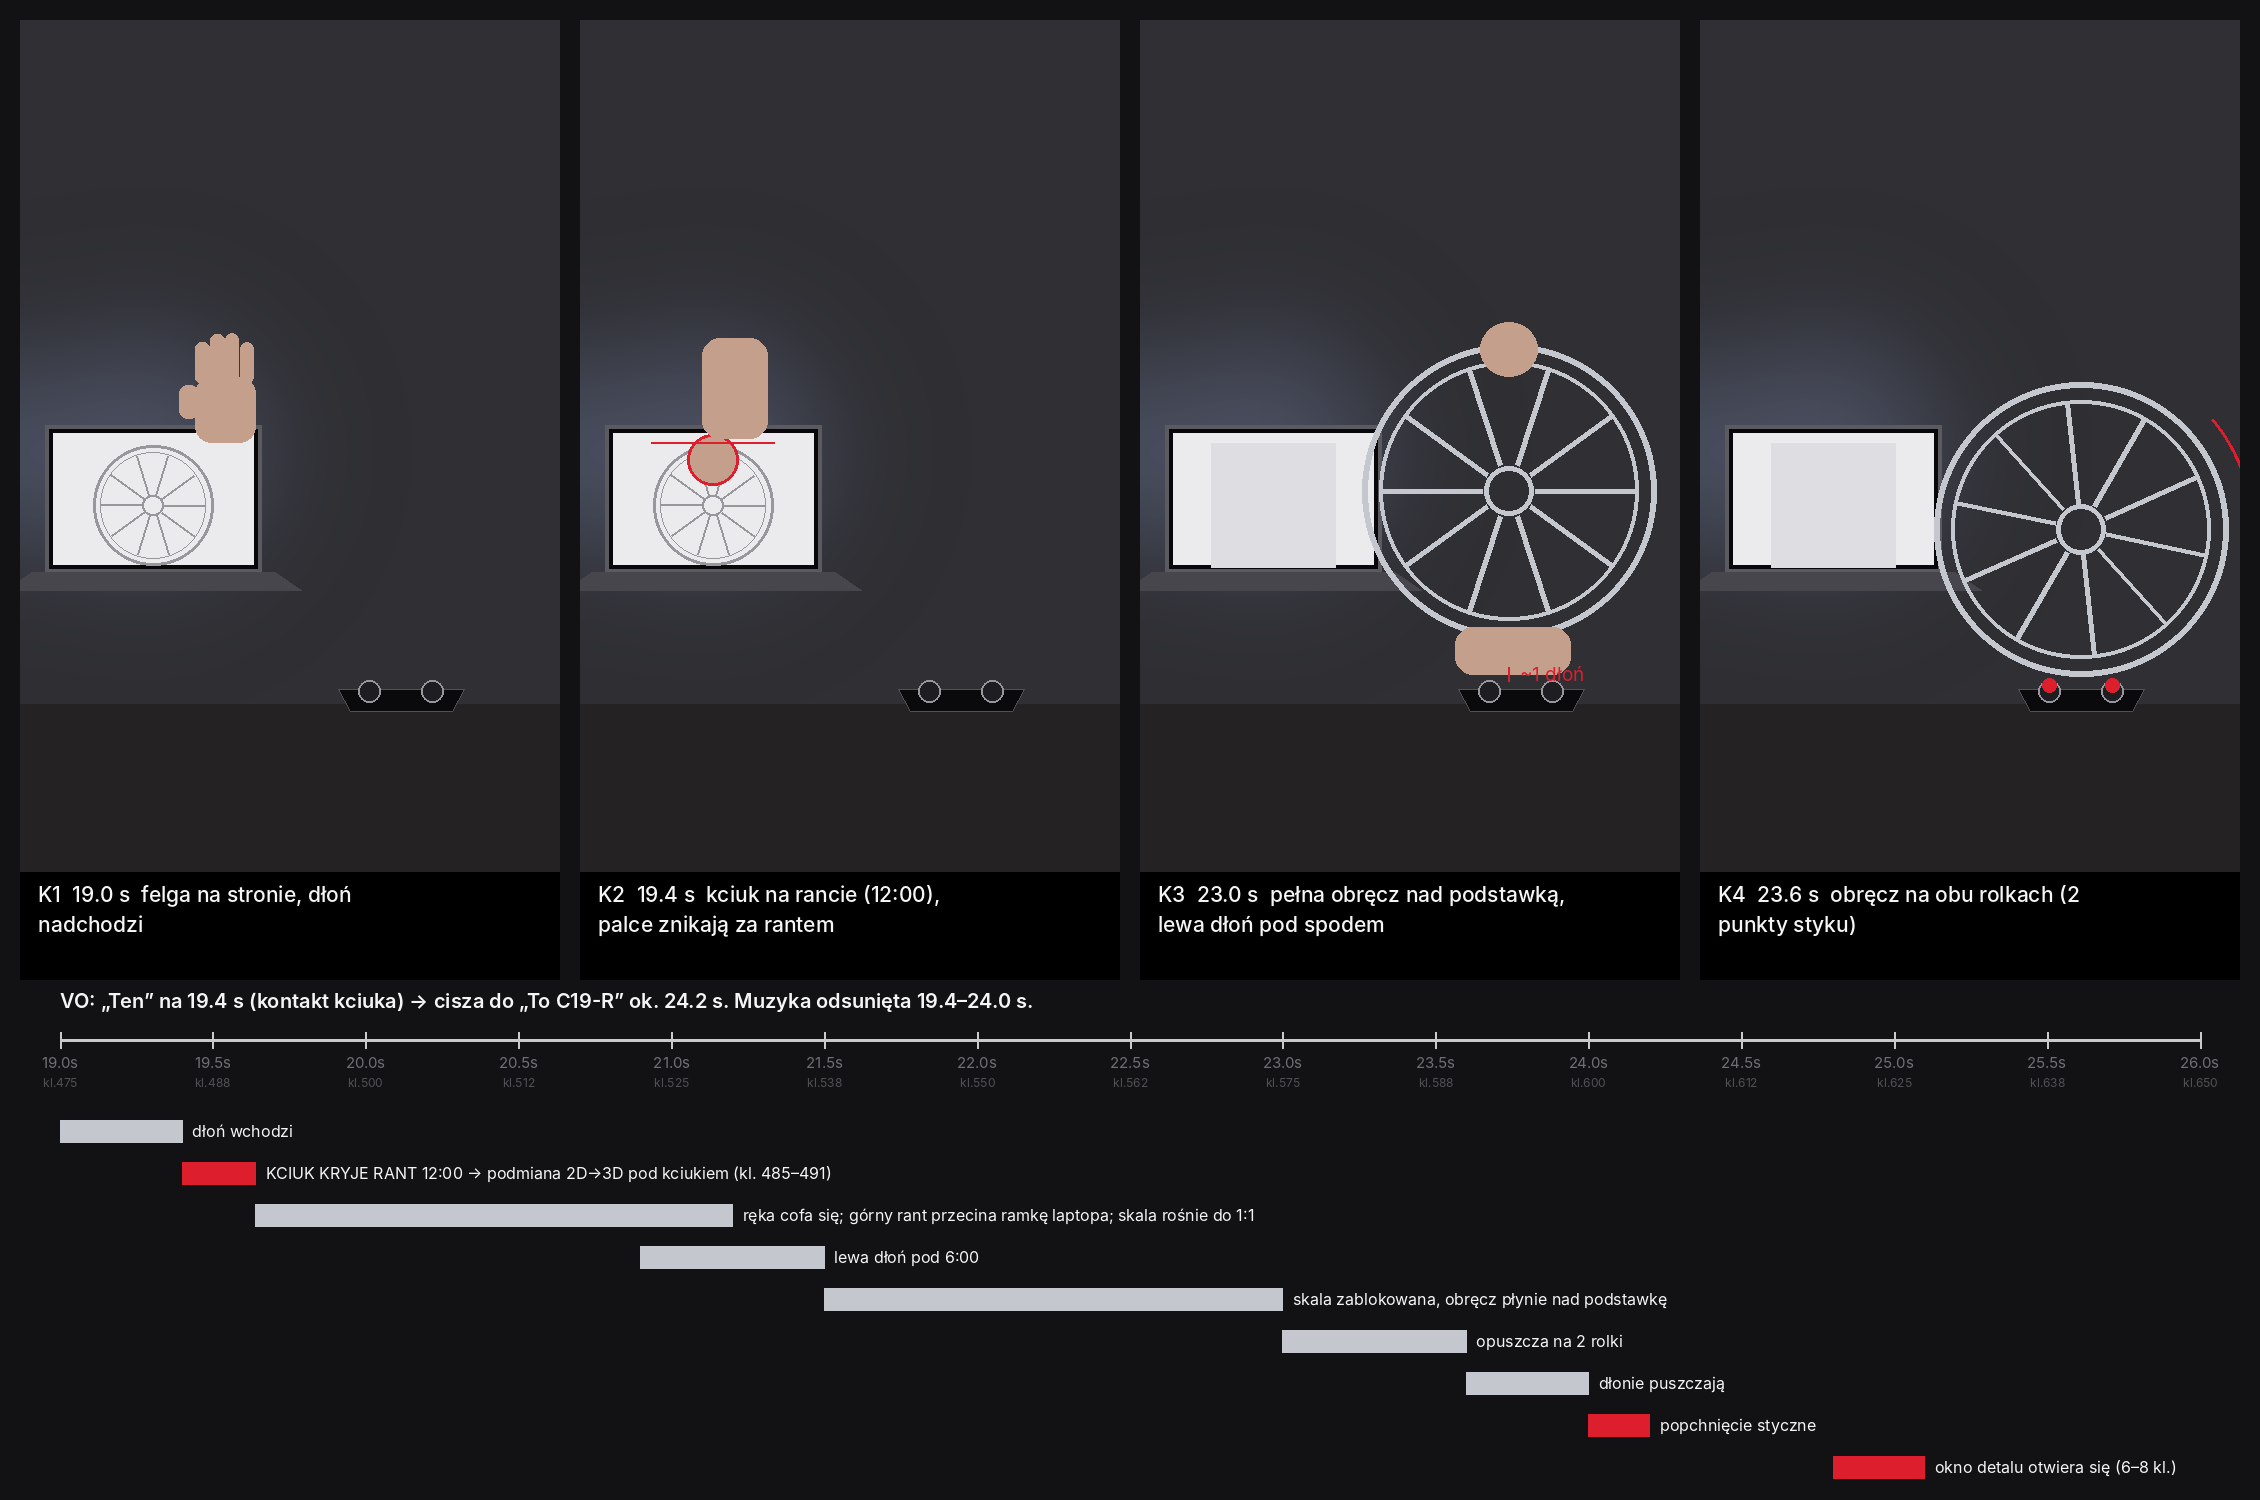 ~1 dłoń
K1 19.0 s felga na stronie, dłoń
nadchodzi
K2 19.4 s kciuk na rancie (12:00),
palce znikają za rantem
K3 23.0 s pełna obręcz nad podstawką,
lewa dłoń pod spodem
K4 23.6 s obręcz na obu rolkach (2
punkty styku)
VO: „Ten” na 19.4 s (kontakt kciuka) → cisza do „To C19-R” ok. 24.2 s. Muzyka odsunięta 19.4–24.0 s.
19.0s 19.5s 20.0s 20.5s 21.0s 21.5s 22.0s 22.5s 23.0s 23.5s 24.0s 24.5s 25.0s 25.5s 26.0s
kl.475 kl.488 kl.500 kl.512 kl.525 kl.538 kl.550 kl.562 kl.575 kl.588 kl.600 kl.612 kl.625 kl.638 kl.650
dłoń wchodzi
KCIUK KRYJE RANT 12:00 → podmiana 2D→3D pod kciukiem (kl. 485–491)
ręka cofa się; górny rant przecina ramkę laptopa; skala rośnie do 1:1
lewa dłoń pod 6:00
skala zablokowana, obręcz płynie nad podstawkę
opuszcza na 2 rolki
dłonie puszczają
popchnięcie styczne
okno detalu otwiera się (6–8 kl.)